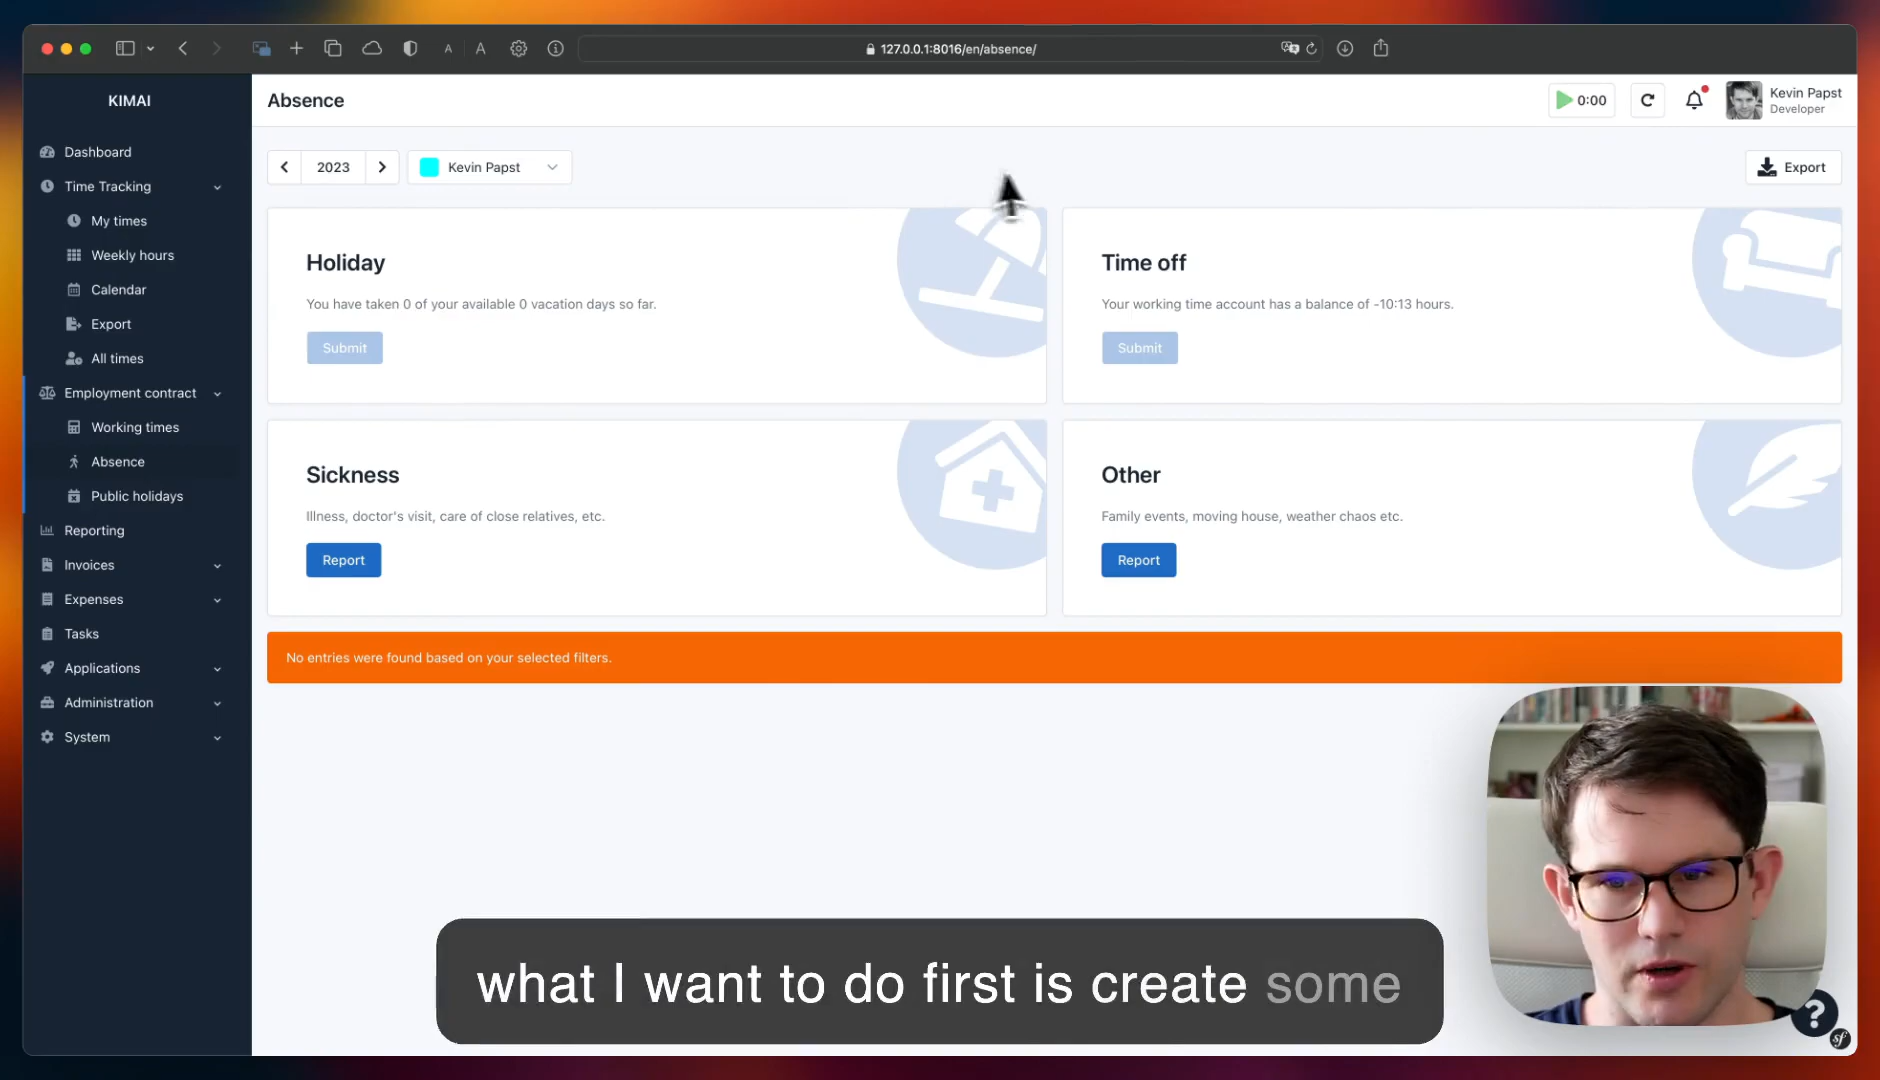 127.0.0.1:8016/en/absence/
KIMAI
Dashboard
Time Tracking
My times
Weekly hours
Calendar
Export
All times
Employment contract
Working times
Absence
Public holidays
Reporting
Invoices
Expenses
Tasks
Applications
Administration
System
Absence
0:00
Kevin Papst
Developer
2023
Kevin Papst
Export
Holiday
You have taken 0 of your available 0 vacation days so far.
Submit
Time off
Your working time account has a balance of -10:13 hours.
Submit
Sickness
Illness, doctor's visit, care of close relatives, etc.
Report
Other
Family events, moving house, weather chaos etc.
Report
No entries were found based on your selected filters.
what I want to do first is create some
?
sf